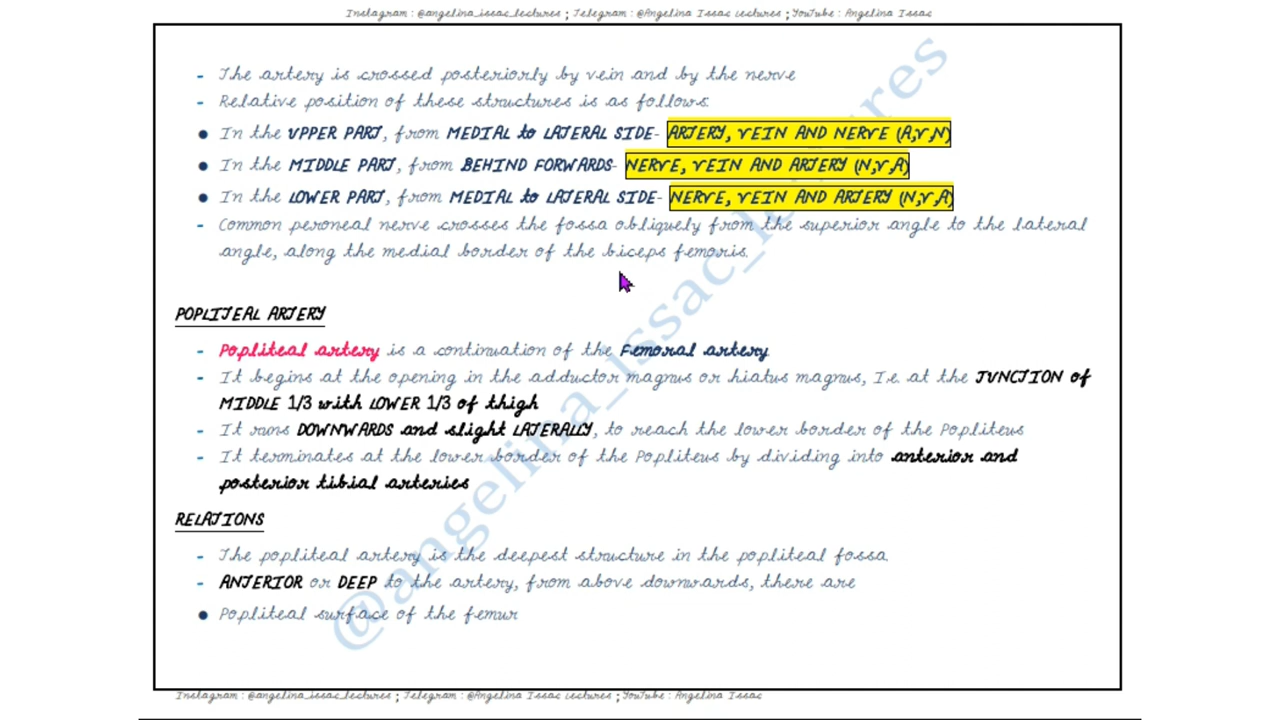 Instagram : @angelina_issac_lectures ; Telegram : @Angelina Issac Lectures ; YouTube : Angelina Issac
- The artery is crossed posteriorly by vein and by the nerve
- Relative position of these structures is as follows:
• In the UPPER PART, from MEDIAL to LATERAL SIDE- ARTERY, VEIN AND NERVE (A,V,N)
• In the MIDDLE PART, from BEHIND FORWARDS- NERVE, VEIN AND ARTERY (N,V,A)
• In the LOWER PART, from MEDIAL to LATERAL SIDE- NERVE, VEIN AND ARTERY (N,V,A)
- Common peroneal nerve crosses the fossa obliquely from the superior angle to the lateral
angle, along the medial border of the biceps femoris.
POPLITEAL ARTERY
- Popliteal artery is a continuation of the Femoral artery
- It begins at the opening in the adductor magnus or hiatus magnus, I.e. at the JUNCTION of
MIDDLE 1/3 with LOWER 1/3 of thigh
- It runs DOWNWARDS and slight LATERALLY, to reach the lower border of the Popliteus
- It terminates at the lower border of the Popliteus by dividing into anterior and
posterior tibial arteries
RELATIONS
- The popliteal artery is the deepest structure in the popliteal fossa.
- ANTERIOR or DEEP to the artery, from above downwards, there are
• Popliteal surface of the femur
@angelina_issac_lectures
Instagram : @angelina_issac_lectures ; Telegram : @Angelina Issac Lectures ; YouTube : Angelina Issac